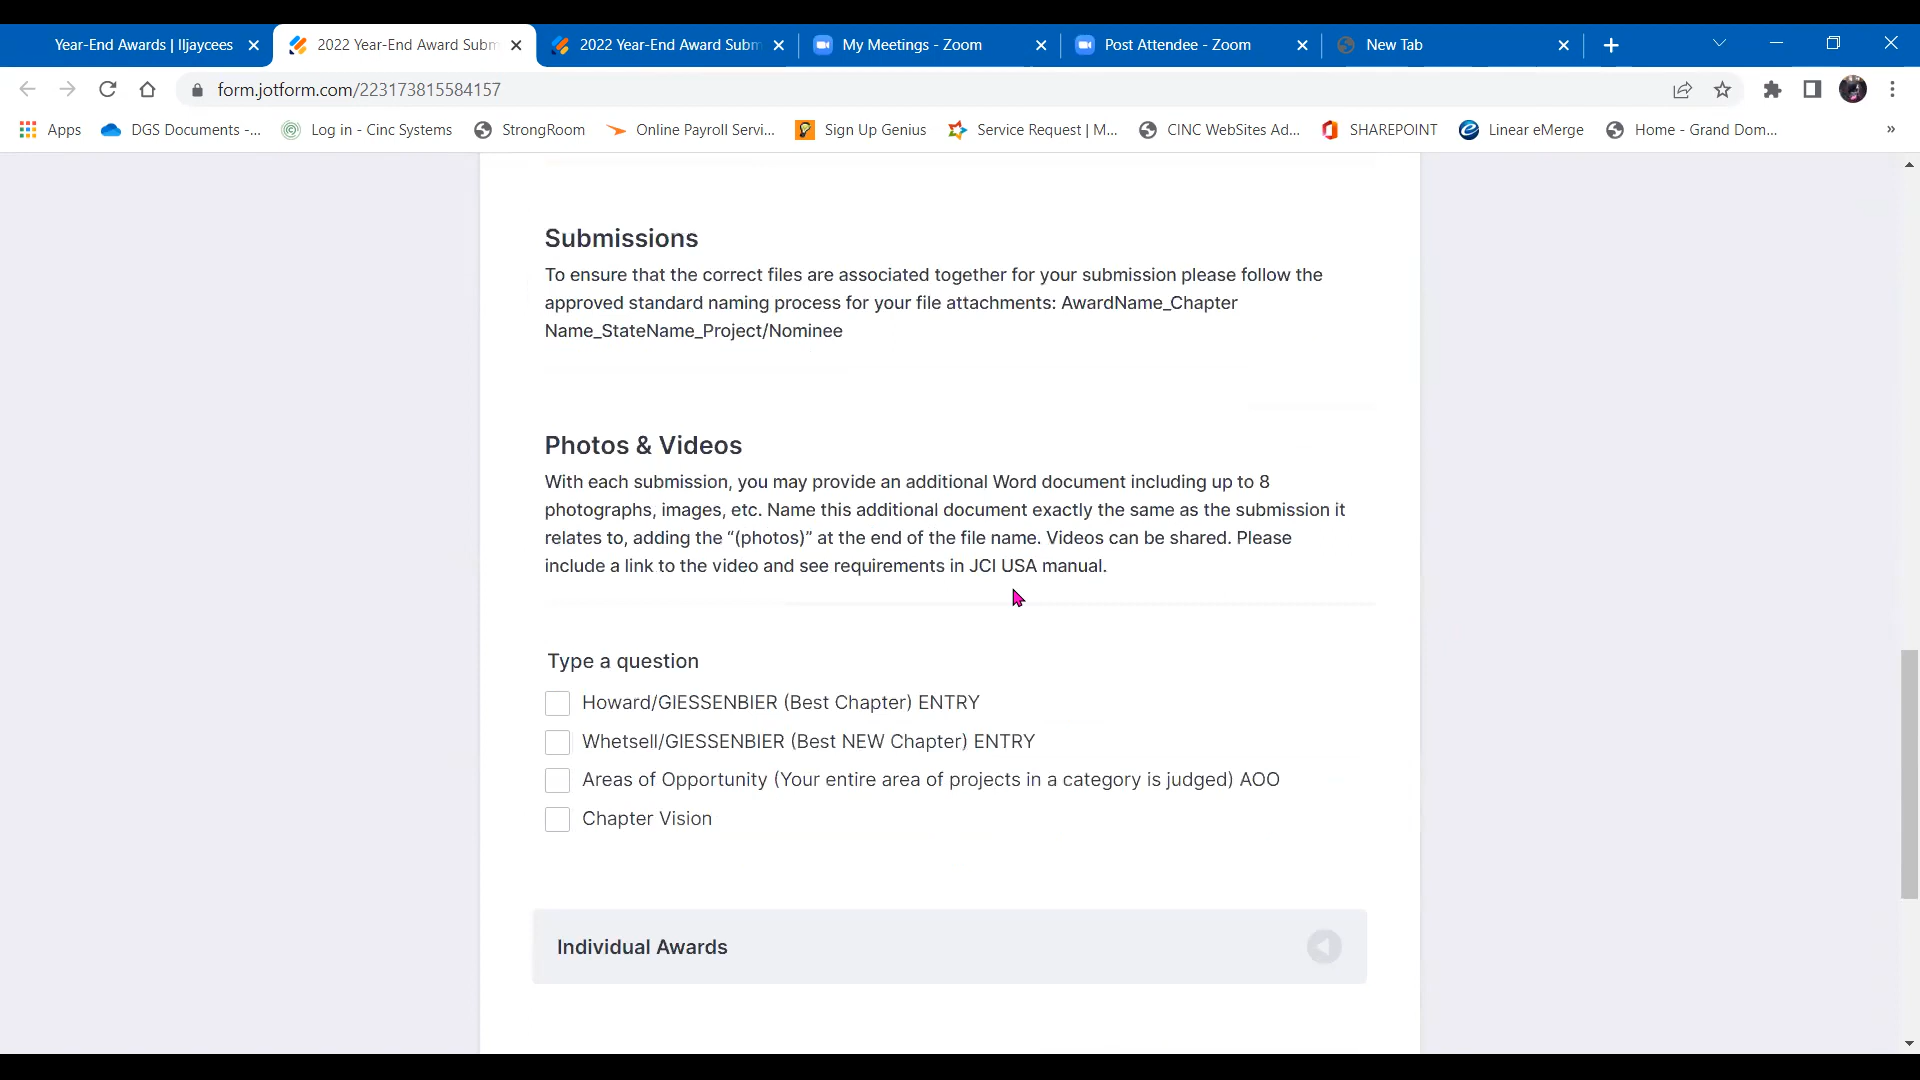 Year-End Awards | Iljaycees
2022 Year-End Award Subm
2022 Year-End Award Subm
My Meetings - Zoom
Post Attendee - Zoom
New Tab
form.jotform.com/223173815584157
Apps
DGS Documents -...
Log in - Cinc Systems
StrongRoom
Online Payroll Servi...
Sign Up Genius
Service Request | M...
CINC WebSites Ad...
SHAREPOINT
Linear eMerge
Home - Grand Dom...
»
Submissions
To ensure that the correct files are associated together for your submission please follow the
approved standard naming process for your file attachments: AwardName_Chapter
Name_StateName_Project/Nominee
Photos & Videos
With each submission, you may provide an additional Word document including up to 8
photographs, images, etc. Name this additional document exactly the same as the submission it
relates to, adding the “(photos)” at the end of the file name. Videos can be shared. Please
include a link to the video and see requirements in JCI USA manual.
Type a question
Howard/GIESSENBIER (Best Chapter) ENTRY
Whetsell/GIESSENBIER (Best NEW Chapter) ENTRY
Areas of Opportunity (Your entire area of projects in a category is judged) AOO
Chapter Vision
Individual Awards